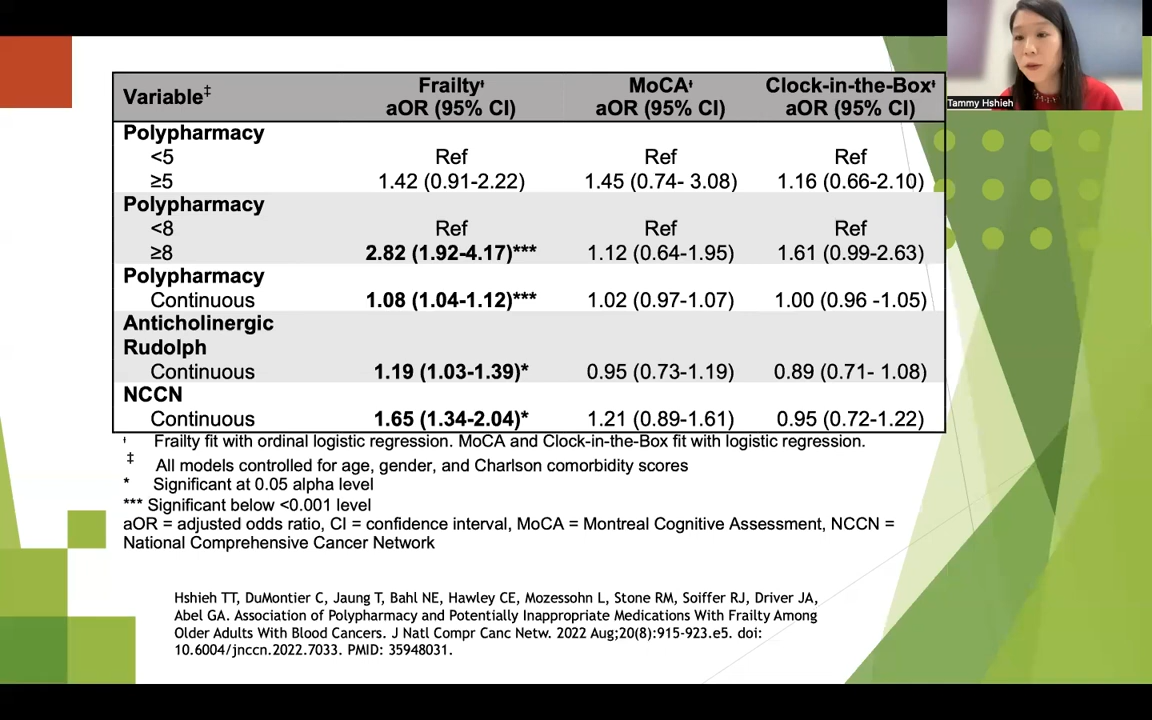 Tammy Hshieh
Variable‡ Frailtyƚ MoCAƚ Clock-in-the-Boxƚ
aOR (95% CI) aOR (95% CI) aOR (95% CI)
Polypharmacy
<5 Ref Ref Ref
≥5 1.42 (0.91-2.22) 1.45 (0.74- 3.08) 1.16 (0.66-2.10)
Polypharmacy
<8 Ref Ref Ref
≥8 2.82 (1.92-4.17)*** 1.12 (0.64-1.95) 1.61 (0.99-2.63)
Polypharmacy
Continuous 1.08 (1.04-1.12)*** 1.02 (0.97-1.07) 1.00 (0.96 -1.05)
Anticholinergic
Rudolph
Continuous 1.19 (1.03-1.39)* 0.95 (0.73-1.19) 0.89 (0.71- 1.08)
NCCN
Continuous 1.65 (1.34-2.04)* 1.21 (0.89-1.61) 0.95 (0.72-1.22)
ƚ Frailty fit with ordinal logistic regression. MoCA and Clock-in-the-Box fit with logistic regression.
‡ All models controlled for age, gender, and Charlson comorbidity scores
* Significant at 0.05 alpha level
*** Significant below <0.001 level
aOR = adjusted odds ratio, CI = confidence interval, MoCA = Montreal Cognitive Assessment, NCCN =
National Comprehensive Cancer Network
Hshieh TT, DuMontier C, Jaung T, Bahl NE, Hawley CE, Mozessohn L, Stone RM, Soiffer RJ, Driver JA,
Abel GA. Association of Polypharmacy and Potentially Inappropriate Medications With Frailty Among
Older Adults With Blood Cancers. J Natl Compr Canc Netw. 2022 Aug;20(8):915-923.e5. doi:
10.6004/jnccn.2022.7033. PMID: 35948031.